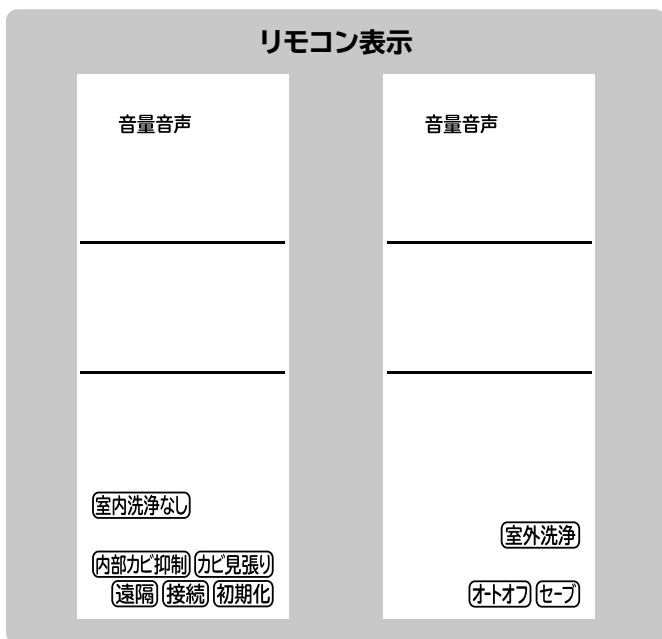 リモコン表示
音量音声
室内洗浄なし
内部カビ抑制 カビ見張り
遠隔 接続 初期化
音量音声
室外洗浄
オートオフ セーブ